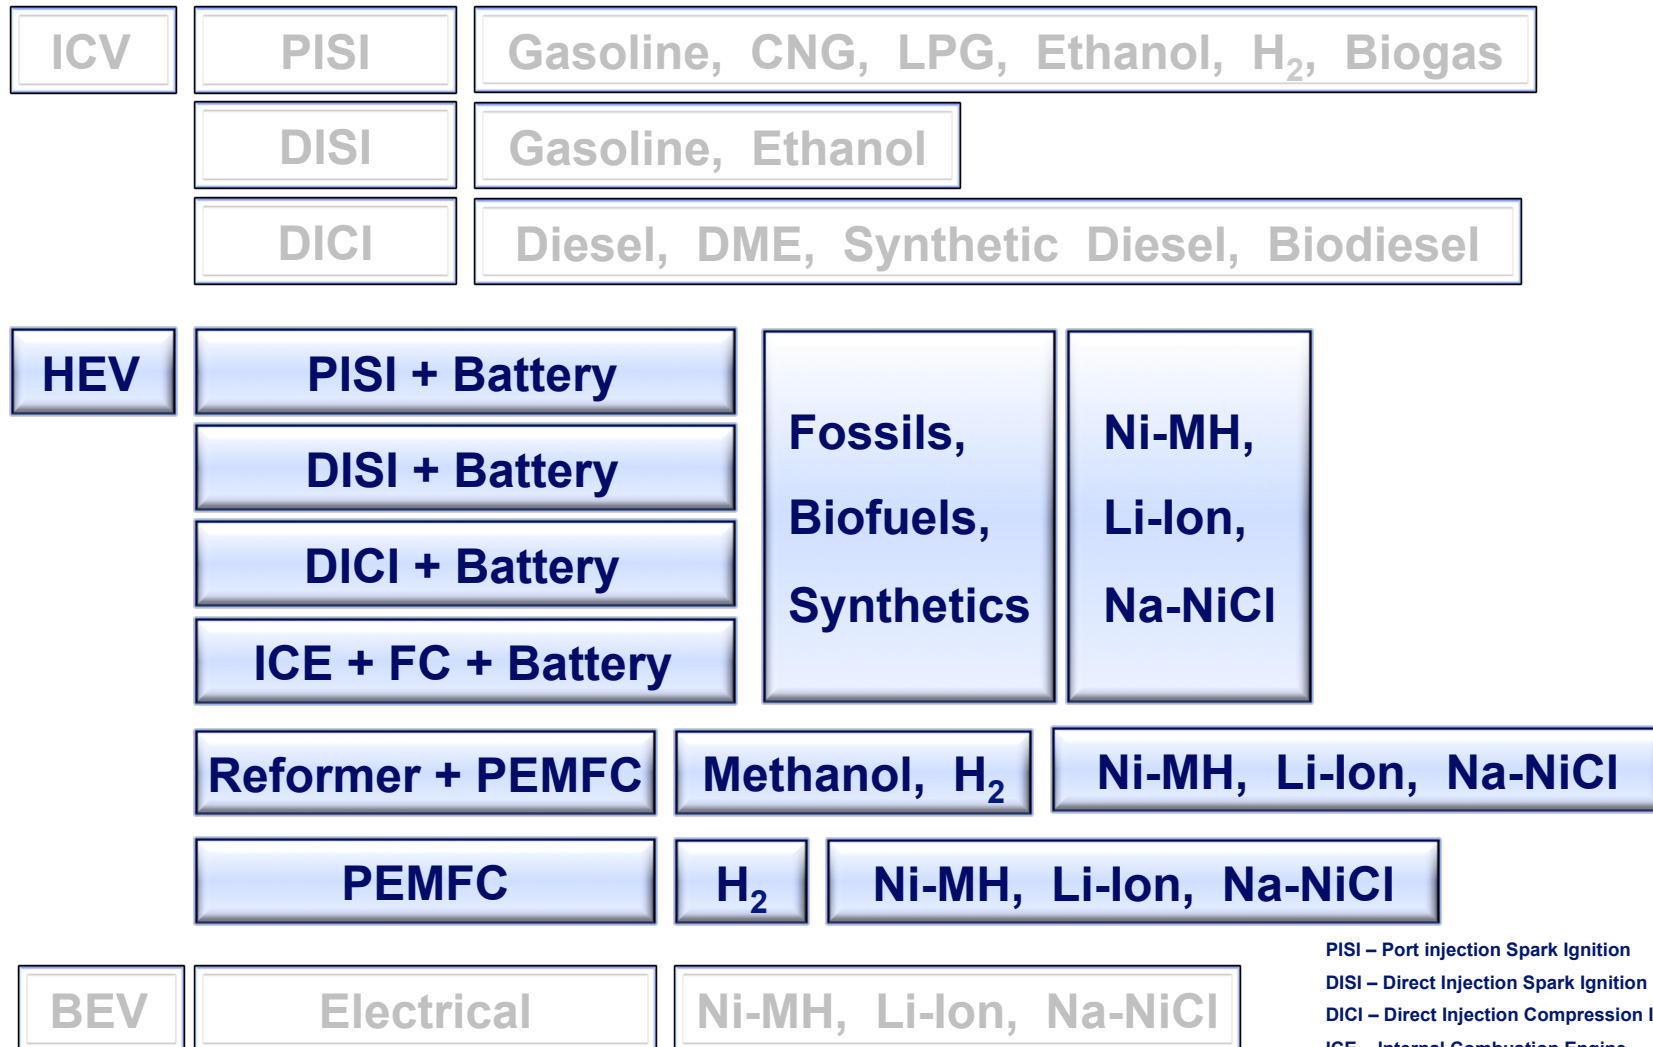 ICV PISI Gasoline, CNG, LPG, Ethanol, H₂, Biogas
DISI Gasoline, Ethanol
DICI Diesel, DME, Synthetic Diesel, Biodiesel
HEV PISI + Battery
DISI + Battery
DICI + Battery
ICE + FC + Battery
Fossils,
Biofuels,
Synthetics
Ni-MH,
Li-Ion,
Na-NiCl
Reformer + PEMFC Methanol, H₂ Ni-MH, Li-Ion, Na-NiCl
PEMFC H₂ Ni-MH, Li-Ion, Na-NiCl
BEV Electrical Ni-MH, Li-Ion, Na-NiCl
PISI – Port injection Spark Ignition
DISI – Direct Injection Spark Ignition
DICI – Direct Injection Compression
ICE – Internal Combustion Engine